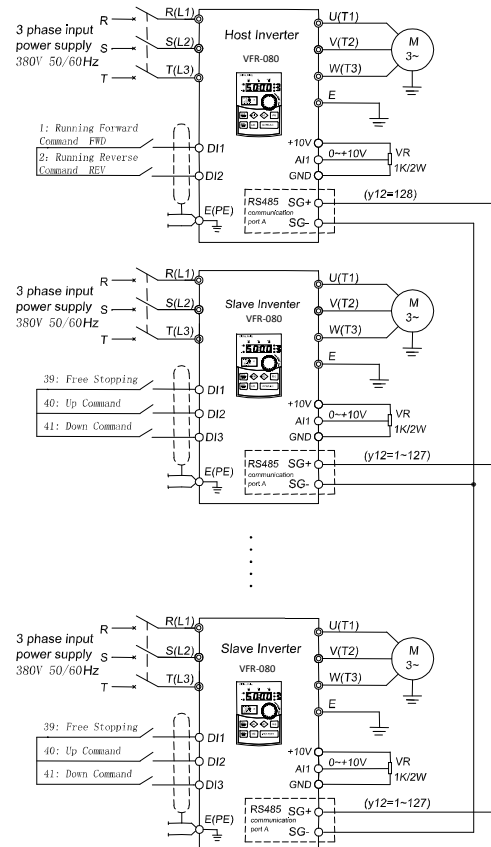 3 phase input
power supply
380V 50/60Hz
R
S
T
R(L1)
S(L2)
T(L3)
Host Inverter
VFR-080
U(T1)
V(T2)
W(T3)
E
M
3~
1: Running Forward
Command FWD
2: Running Reverse
Command REV
DI1
DI2
E(PE)
+10V
AI1
GND
0~+10V
VR
1K/2W
RS485
communication
port A
SG+
SG-
(y12=128)
3 phase input
power supply
380V 50/60Hz
R
S
T
R(L1)
S(L2)
T(L3)
Slave Inverter
VFR-080
U(T1)
V(T2)
W(T3)
E
M
3~
39: Free Stopping
40: Up Command
41: Down Command
DI1
DI2
DI3
E(PE)
+10V
AI1
GND
0~+10V
VR
1K/2W
RS485
communication
port A
SG+
SG-
(y12=1~127)
3 phase input
power supply
380V 50/60Hz
R
S
T
R(L1)
S(L2)
T(L3)
Slave Inverter
VFR-080
U(T1)
V(T2)
W(T3)
E
M
3~
39: Free Stopping
40: Up Command
41: Down Command
DI1
DI2
DI3
E(PE)
+10V
AI1
GND
0~+10V
VR
1K/2W
RS485
communication
port A
SG+
SG-
(y12=1~127)